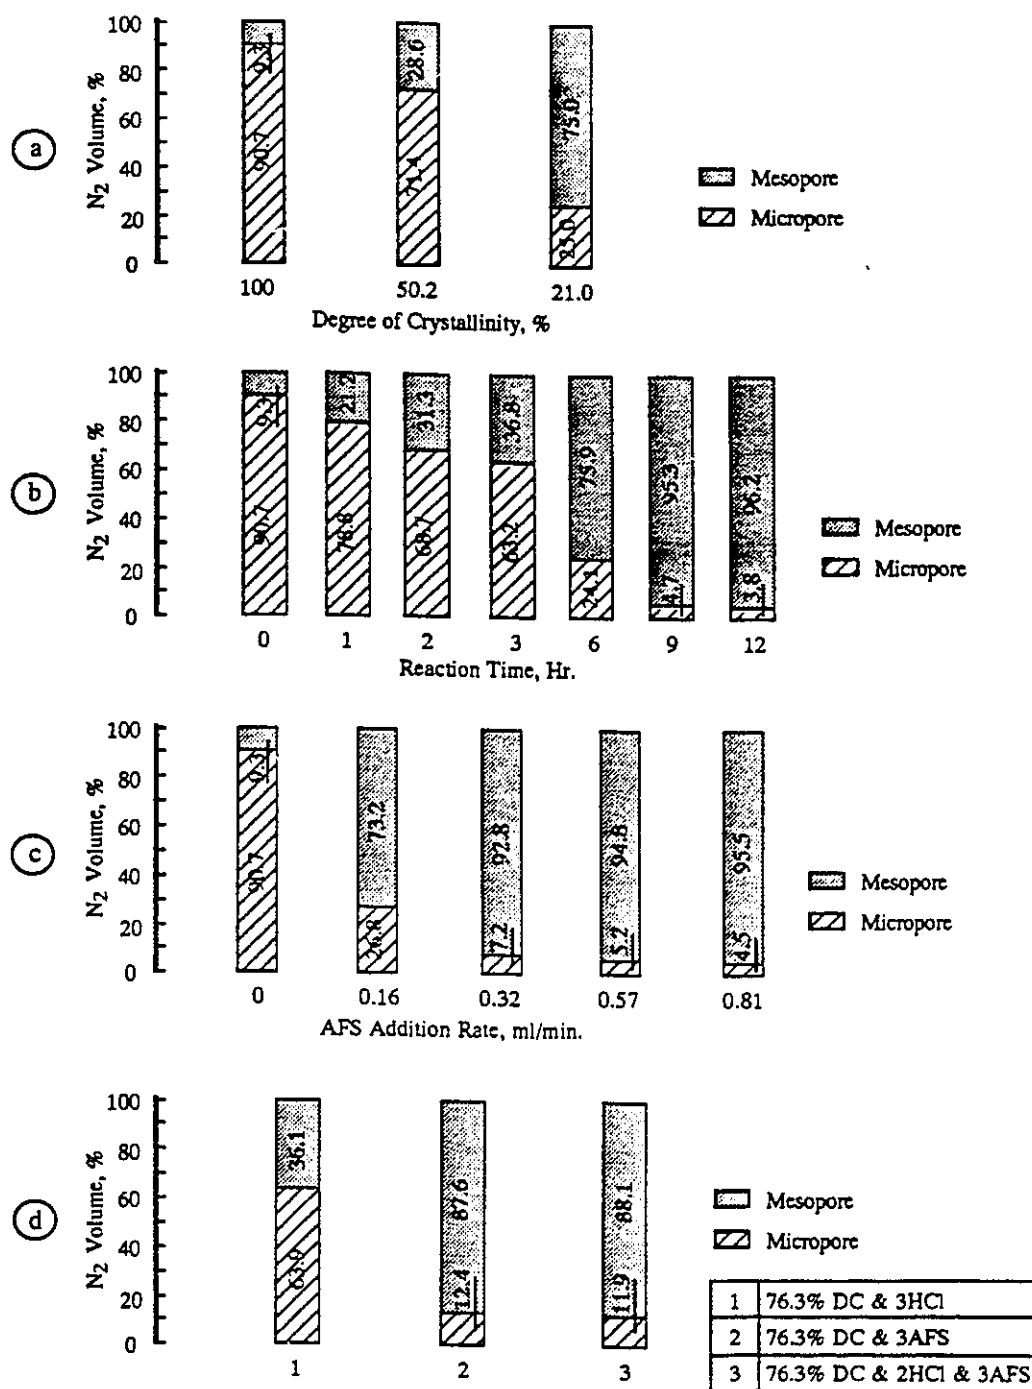 a
N2 Volume, %
100
80
60
40
20
0
9.3
90.7
28.6
71.4
75.0
25.0
100 50.2 21.0
Degree of Crystallinity, %
Mesopore
Micropore
b
N2 Volume, %
100
80
60
40
20
0
9.3
90.7
21.2
78.8
31.3
68.7
36.8
63.2
75.9
24.1
95.3
4.7
96.2
3.8
0 1 2 3 6 9 12
Reaction Time, Hr.
Mesopore
Micropore
c
N2 Volume, %
100
80
60
40
20
0
9.3
90.7
73.2
26.8
92.8
7.2
94.8
5.2
95.5
4.5
0 0.16 0.32 0.57 0.81
AFS Addition Rate, ml/min.
Mesopore
Micropore
d
N2 Volume, %
100
80
60
40
20
0
36.1
63.9
87.6
12.4
88.1
11.9
1 2 3
Mesopore
Micropore
1 76.3% DC & 3HCl
2 76.3% DC & 3AFS
3 76.3% DC & 2HCl & 3AFS